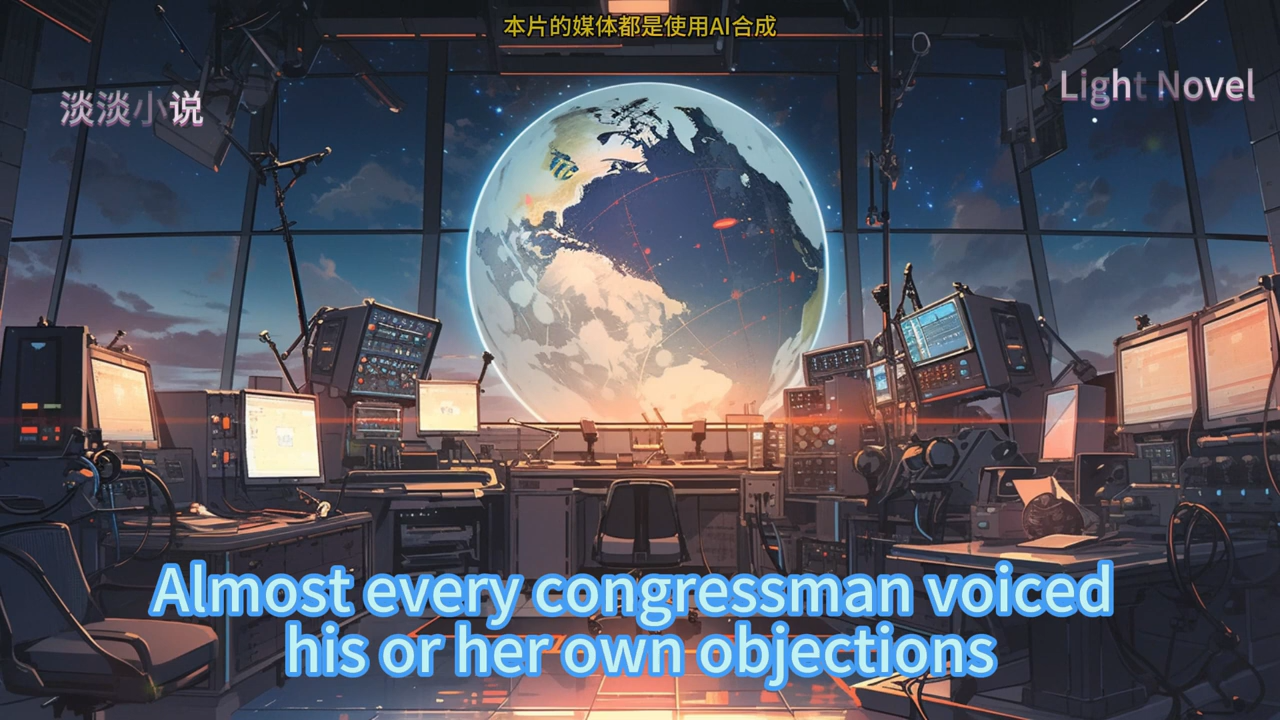 本片的媒体都是使用AI合成
淡淡小说
Light Novel
Almost every congressman voiced
his or her own objections